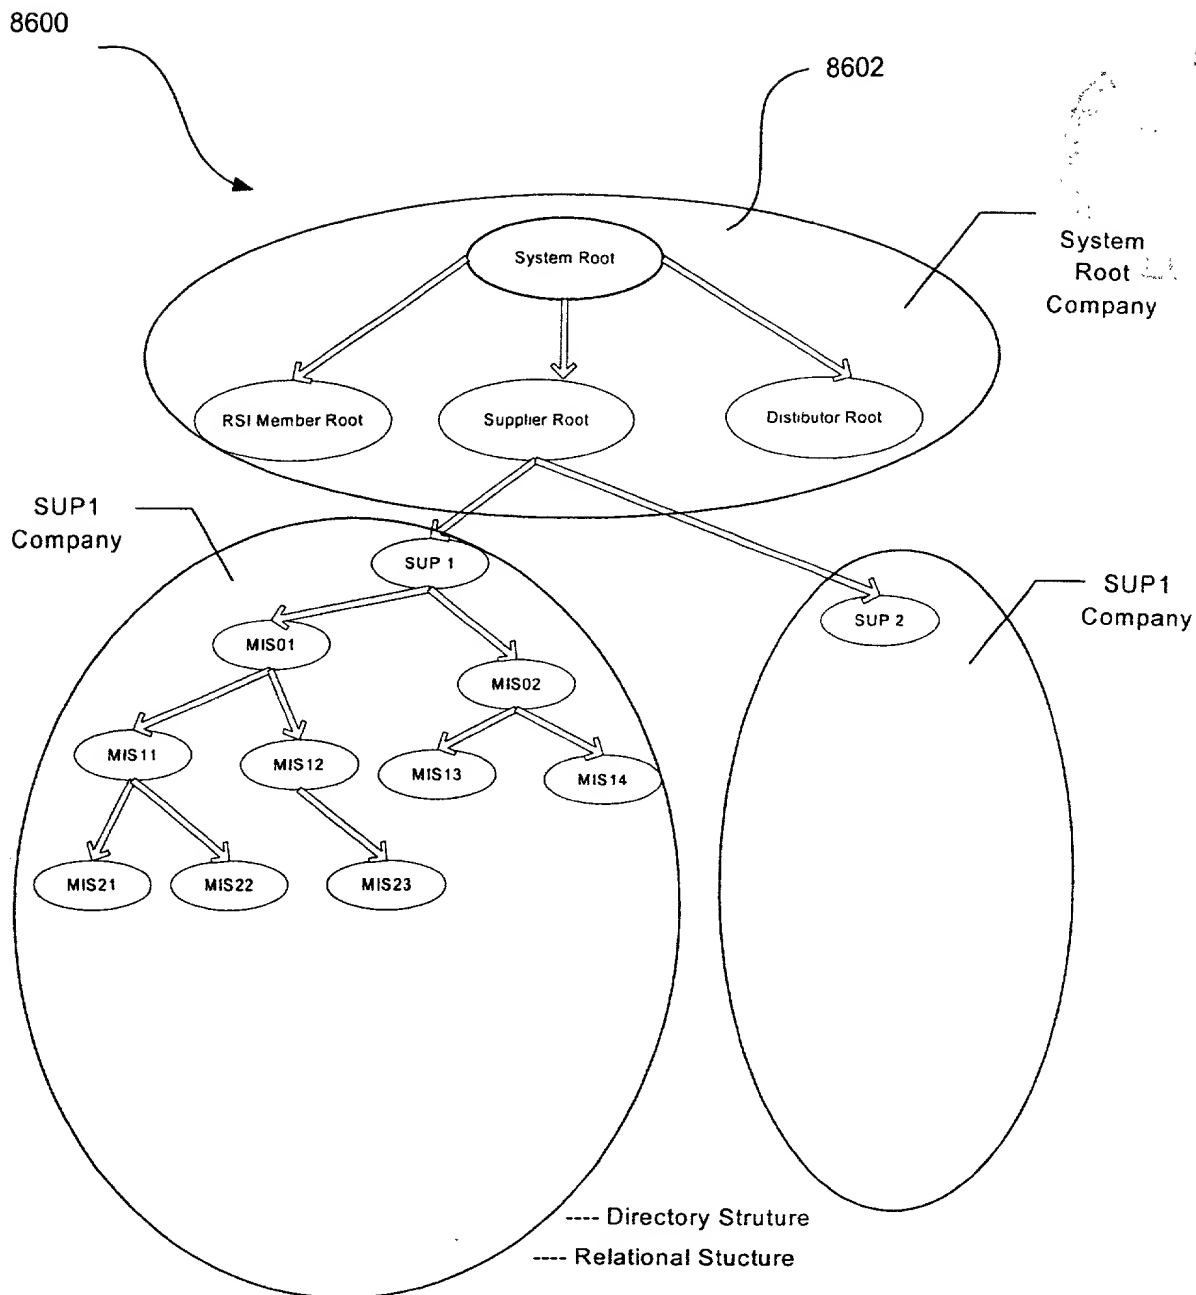 8600
8602
System Root
System
Root
Company
RSI Member Root
Supplier Root
Distibutor Root
SUP1
Company
SUP 1
SUP 2
SUP1
Company
MIS01
MIS02
MIS11
MIS12
MIS13
MIS14
MIS21
MIS22
MIS23
---- Directory Struture
---- Relational Stucture